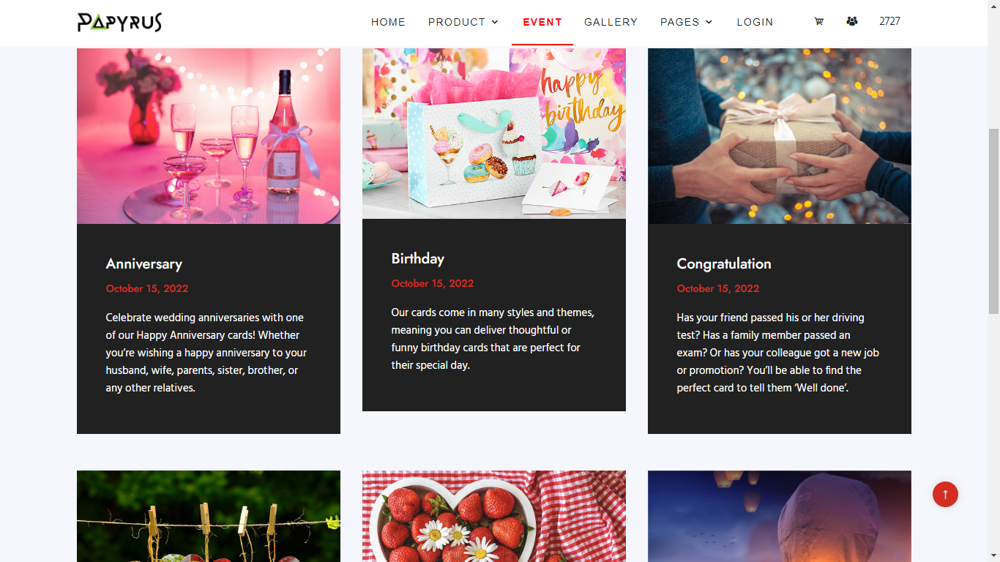 PAPYRUS
HOME PRODUCT EVENT GALLERY PAGES LOGIN 2727
happy
birthday
Anniversary
October 15, 2022
Celebrate wedding anniversaries with one
of our Happy Anniversary cards! Whether
you’re wishing a happy anniversary to your
husband, wife, parents, sister, brother, or
any other relatives.
Birthday
October 15, 2022
Our cards come in many styles and themes,
meaning you can deliver thoughtful or
funny birthday cards that are perfect for
their special day.
Congratulation
October 15, 2022
Has your friend passed his or her driving
test? Has a family member passed an
exam? Or has your colleague got a new job
or promotion? You’ll be able to find the
perfect card to tell them ‘Well done’.